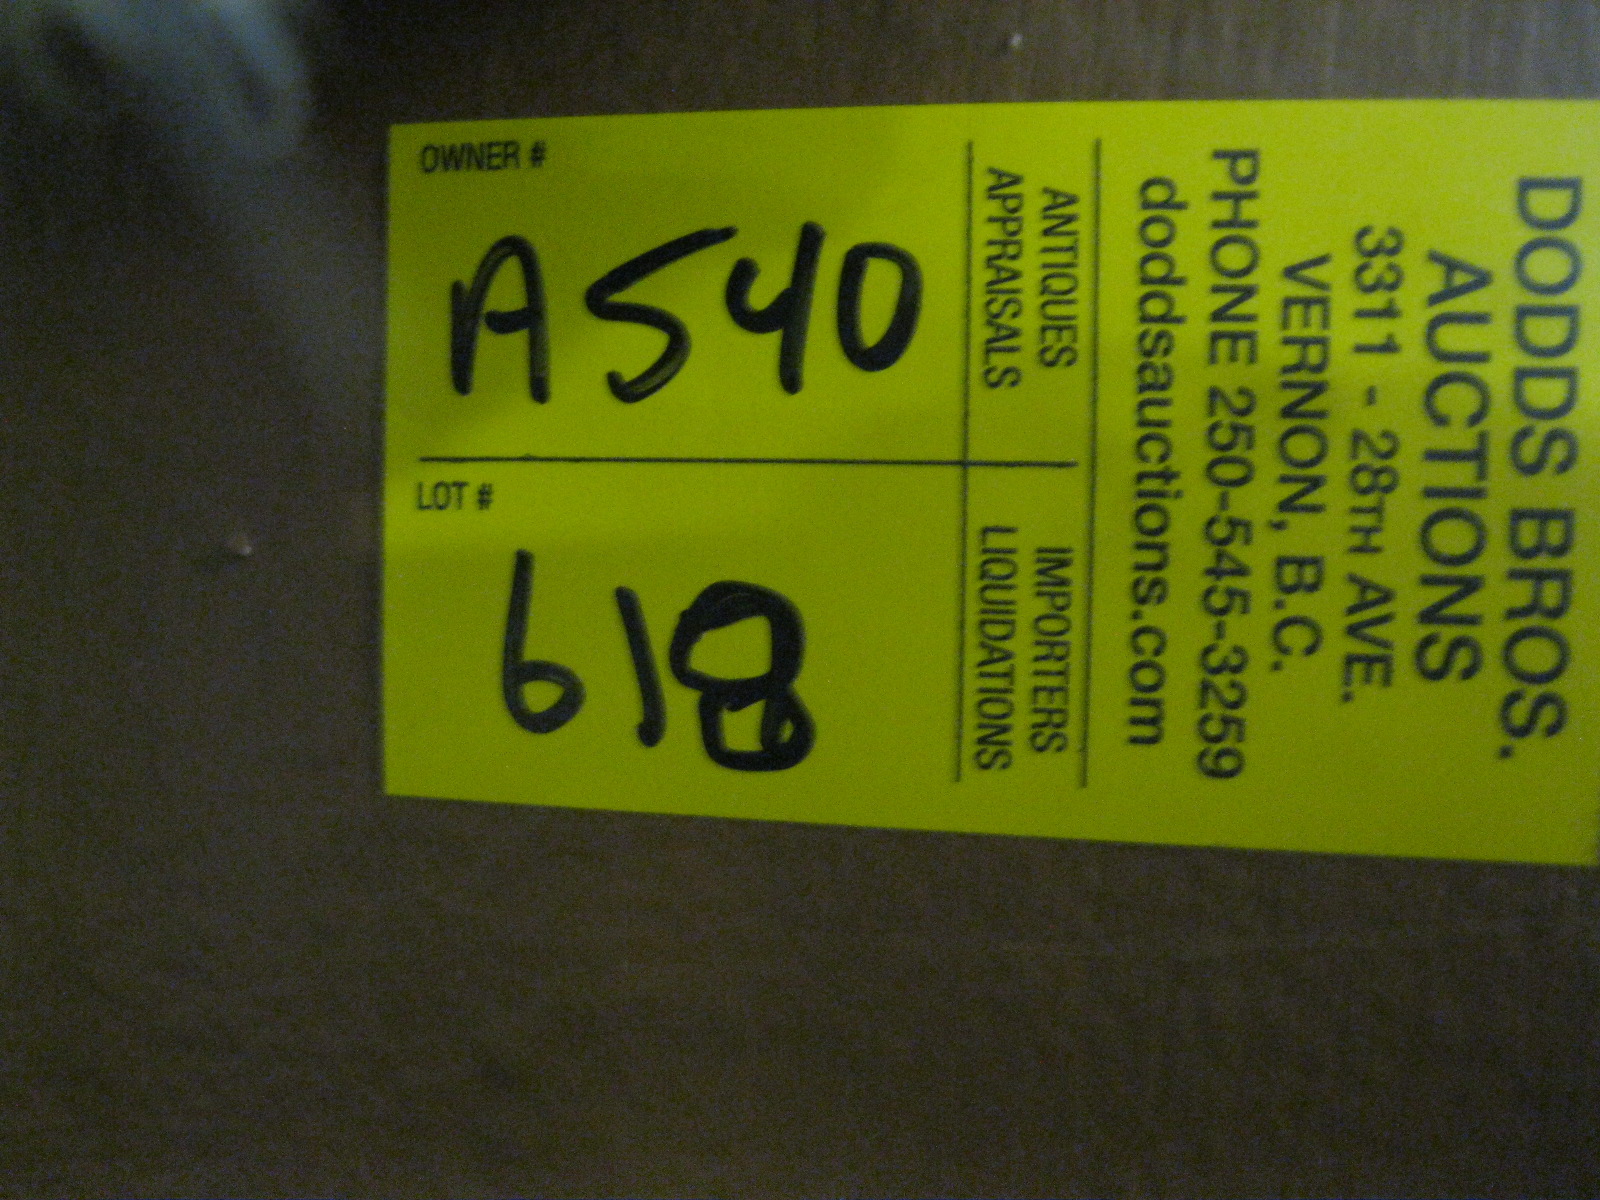 DODDS BROS.
AUCTIONS
3311 - 28TH AVE.
VERNON, B.C.
PHONE 250-545-3259
doddsauctions.com
ANTIQUES
APPRAISALS
IMPORTERS
LIQUIDATIONS
OWNER #
A540
LOT #
618